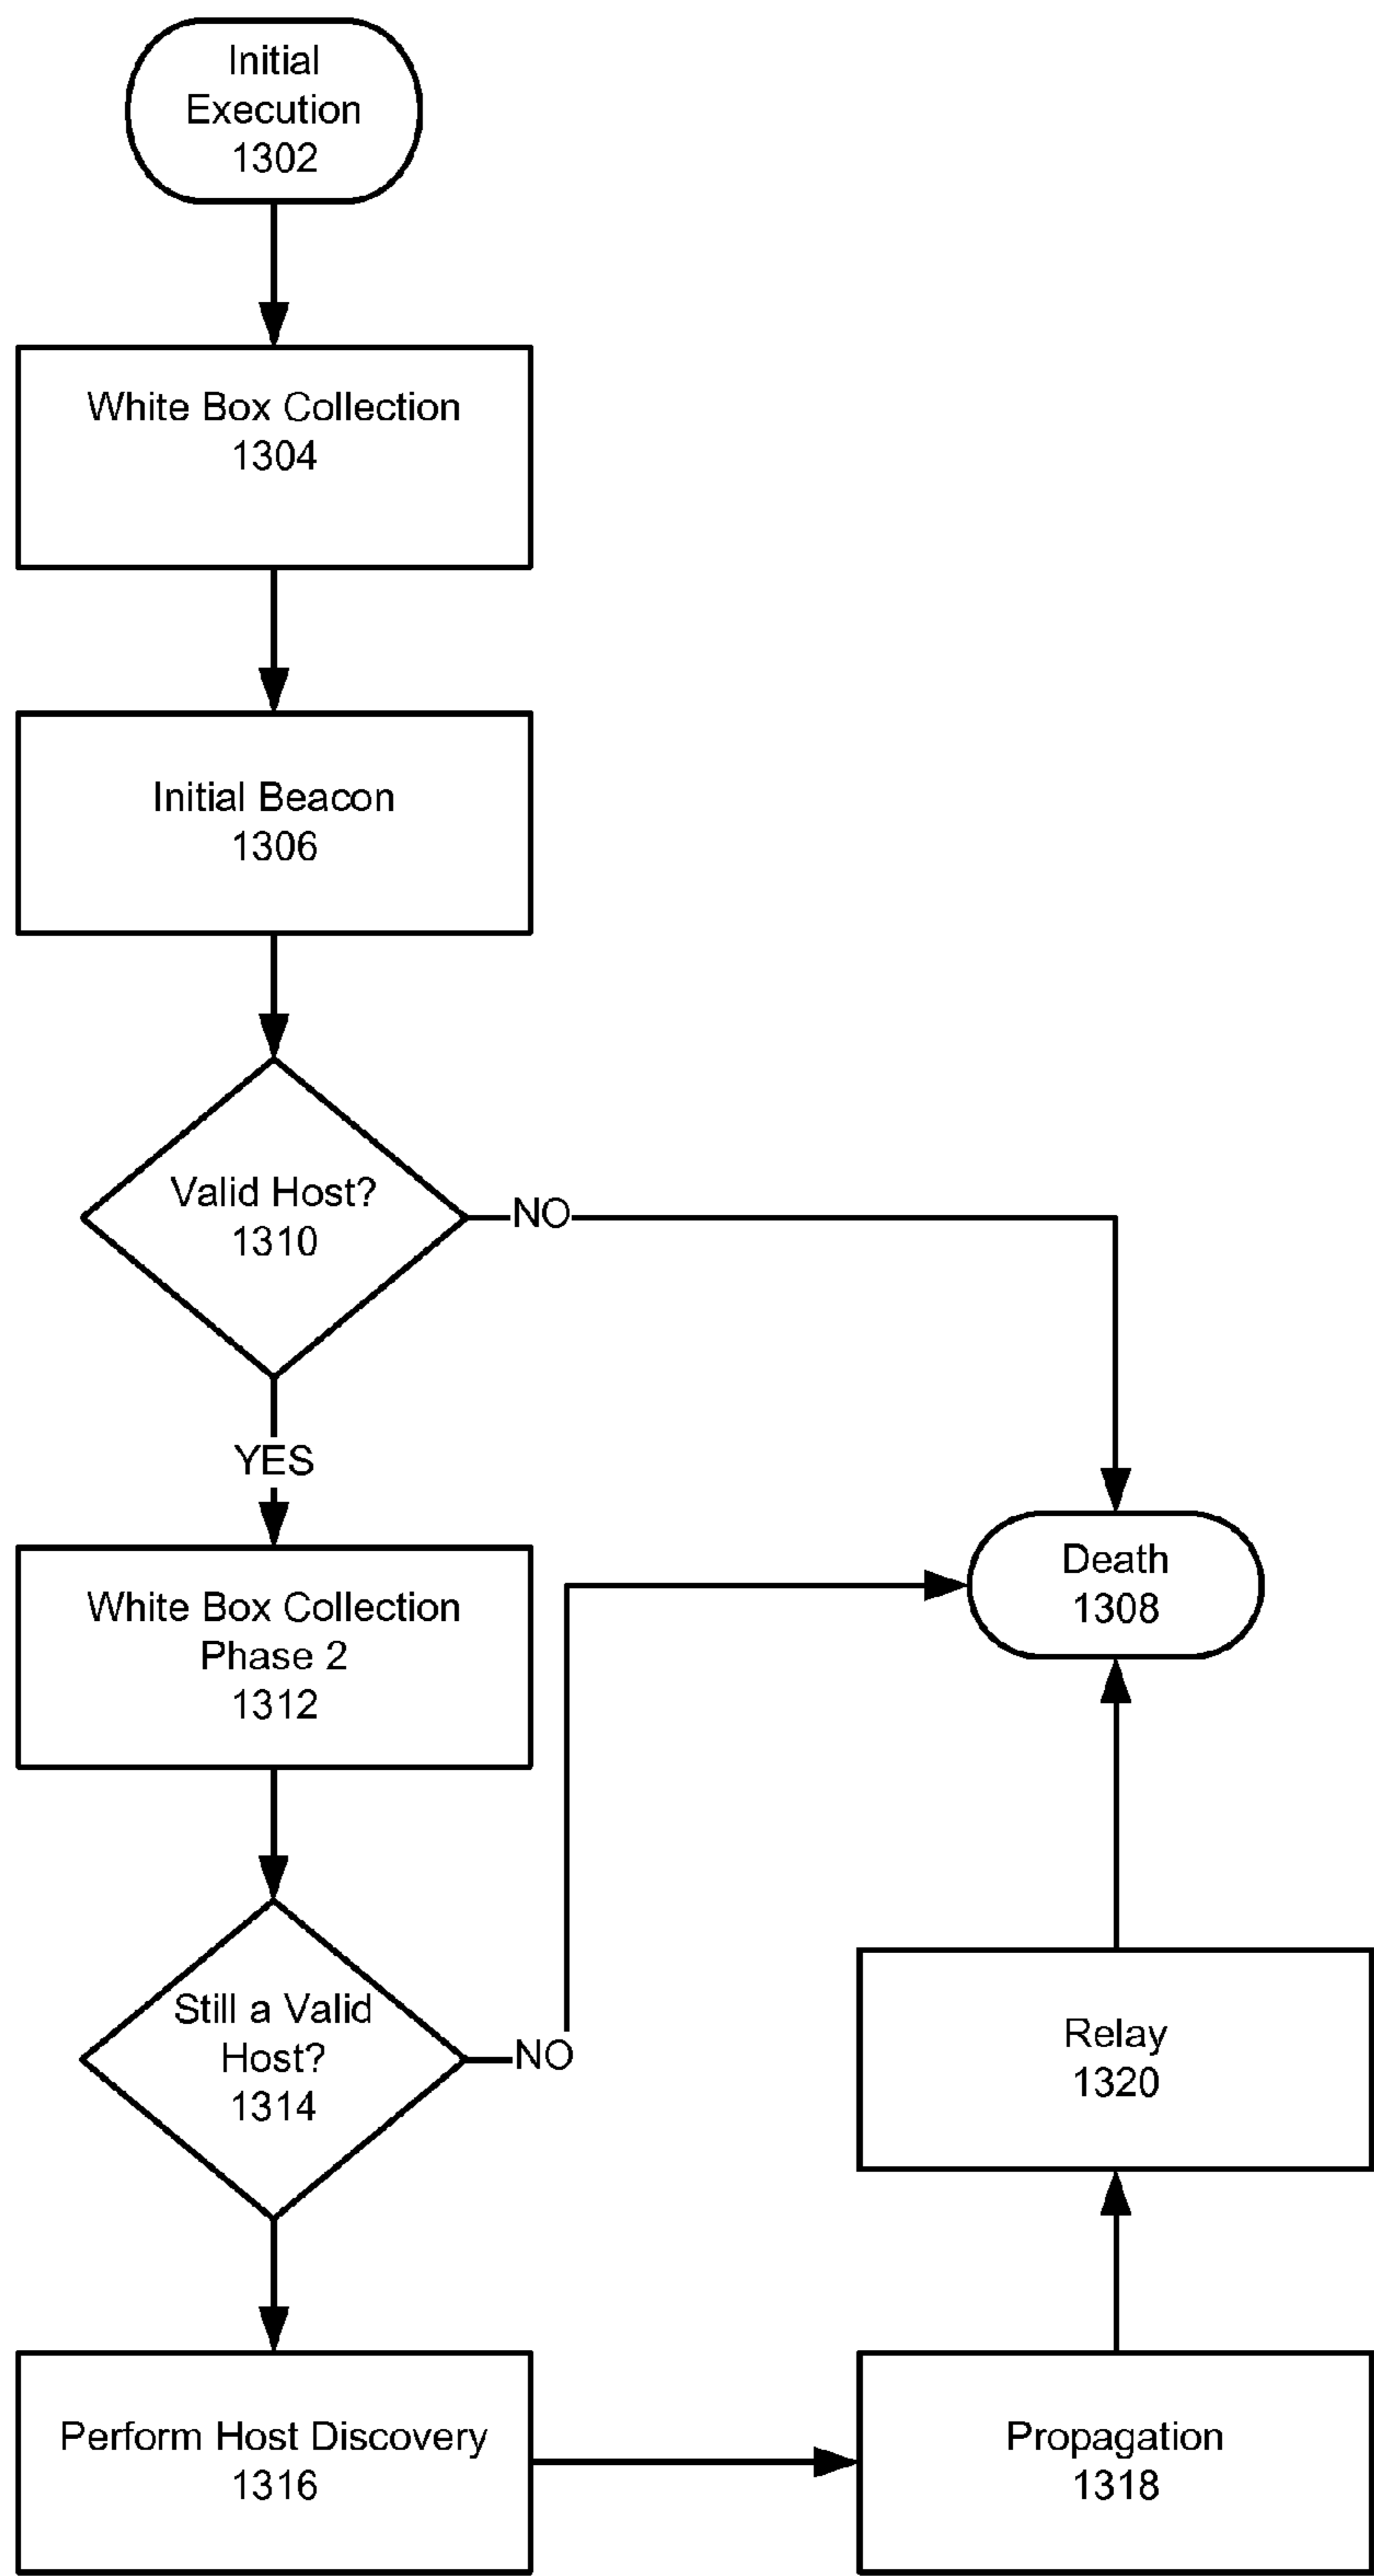 Initial
Execution
1302
White Box Collection
1304
Initial Beacon
1306
Valid Host?
1310
NO
YES
White Box Collection
Phase 2
1312
Death
1308
Still a Valid
Host?
1314
NO
Relay
1320
Perform Host Discovery
1316
Propagation
1318